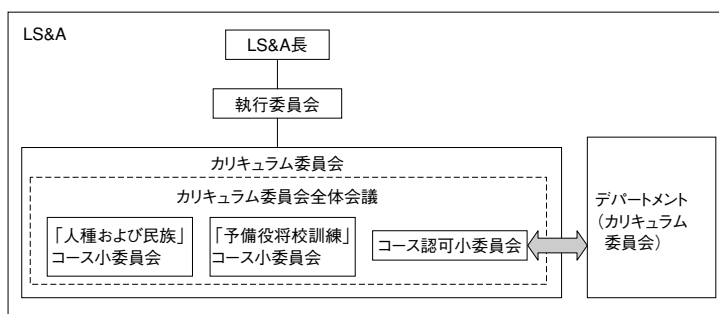 LS&A
LS&A長
執行委員会
カリキュラム委員会
カリキュラム委員会全体会議
「人種および民族」
コース小委員会
「予備役将校訓練」
コース小委員会
コース認可小委員会
デパートメント
（カリキュラム
委員会）